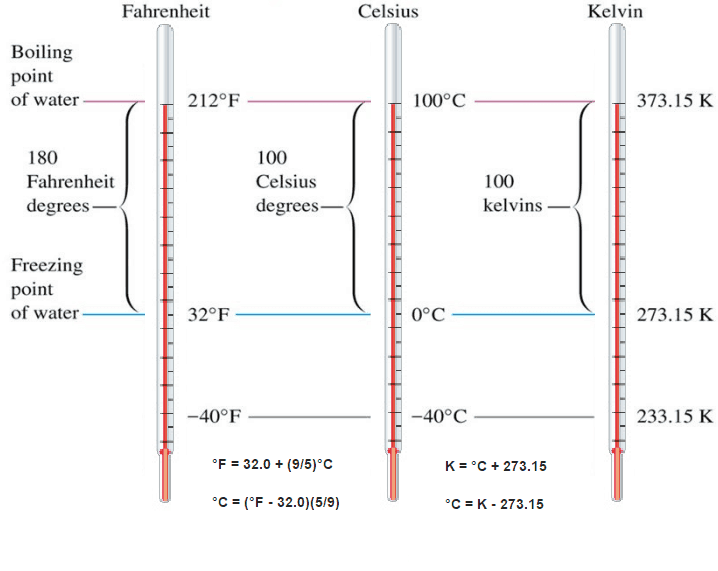 Fahrenheit
Celsius
Kelvin
Boiling
point
of water
212°F
100°C
373.15 K
180
Fahrenheit
degrees
100
Celsius
degrees
100
kelvins
Freezing
point
of water
32°F
0°C
273.15 K
−40°F
−40°C
233.15 K
°F = 32.0 + (9/5)°C
K = °C + 273.15
°C = (°F - 32.0)(5/9)
°C = K - 273.15